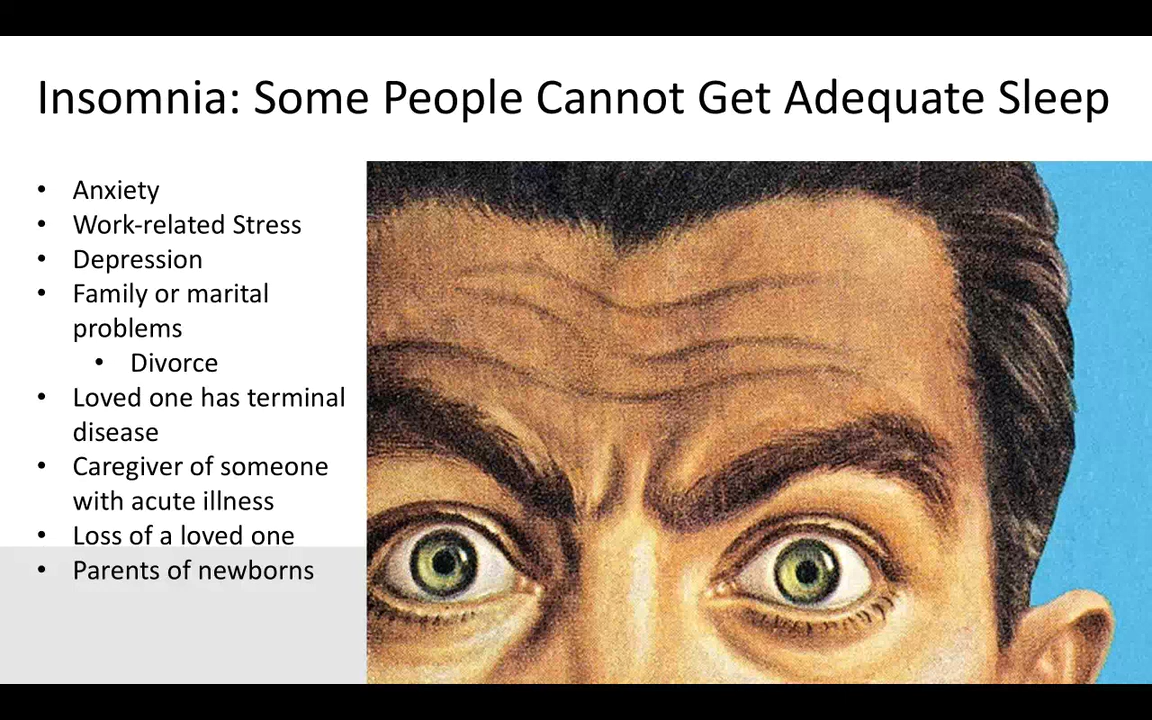 Insomnia: Some People Cannot Get Adequate Sleep
• Anxiety
• Work-related Stress
• Depression
• Family or marital
problems
• Divorce
• Loved one has terminal
disease
• Caregiver of someone
with acute illness
• Loss of a loved one
• Parents of newborns